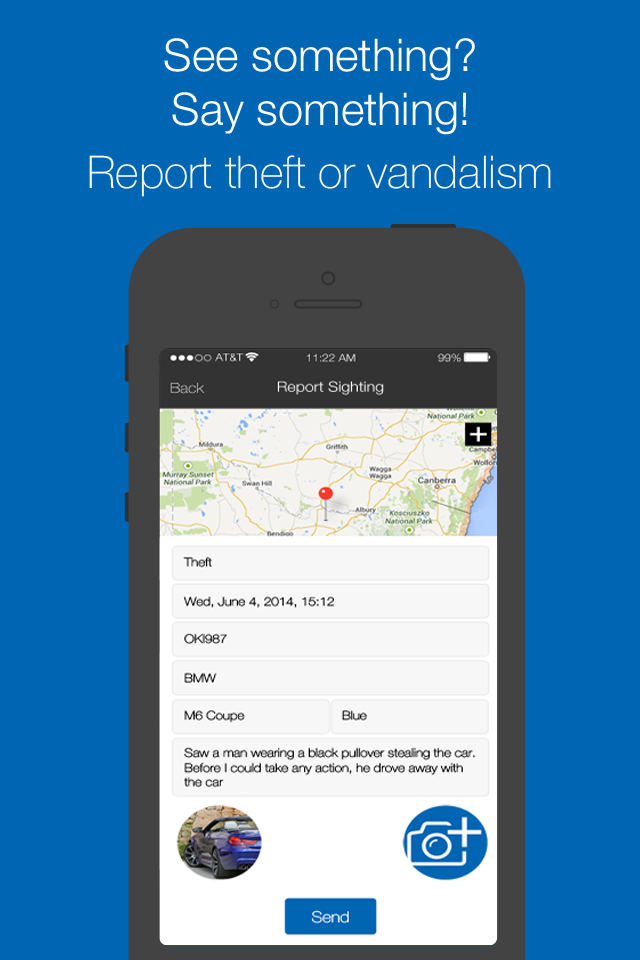 See something?
Say something!
Report theft or vandalism
AT&T
11:22 AM
99%
Back
Report Sighting
National Park
Mildura
Griffith
Campbel
Wollon
Murray Sunset
National Park
Swan Hill
Wagga
Wagga
Canberra
Albury
Kosciuszko
National Park
Bendigo
Theft
Wed, June 4, 2014, 15:12
OKI987
BMW
M6 Coupe
Blue
Saw a man wearing a black pullover stealing the car.
Before I could take any action, he drove away with
the car
Send